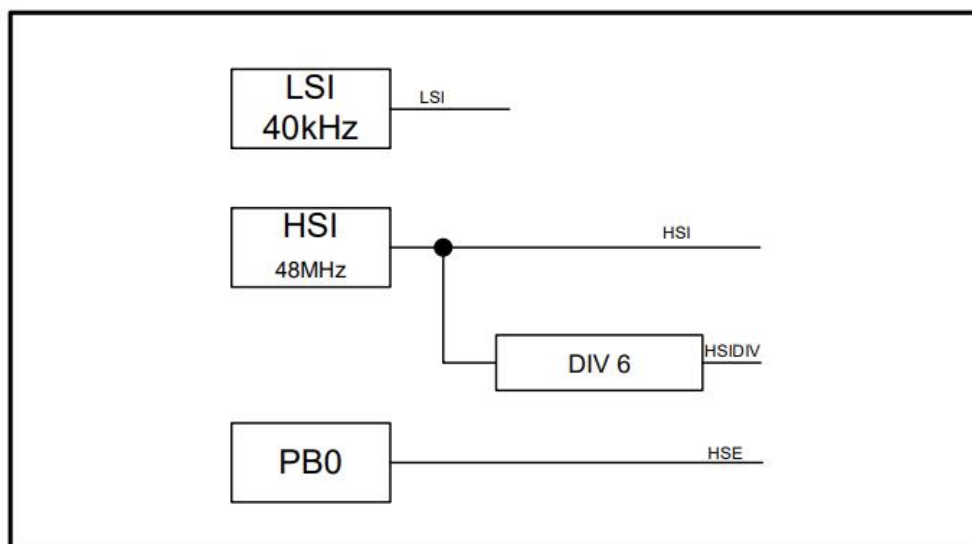 LSI
40kHz
LSI
HSI
48MHz
HSI
DIV 6
HSIDIV
PB0
HSE